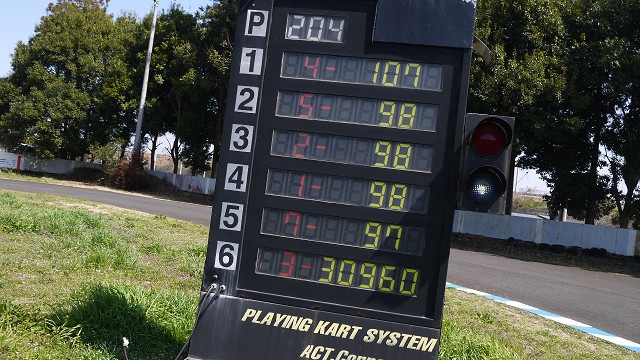 P 204
1 4- 107
2 5- 98
3 2- 98
4 1- 98
5 7- 97
6 3- 30960
PLAYING KART SYSTEM
ACT.